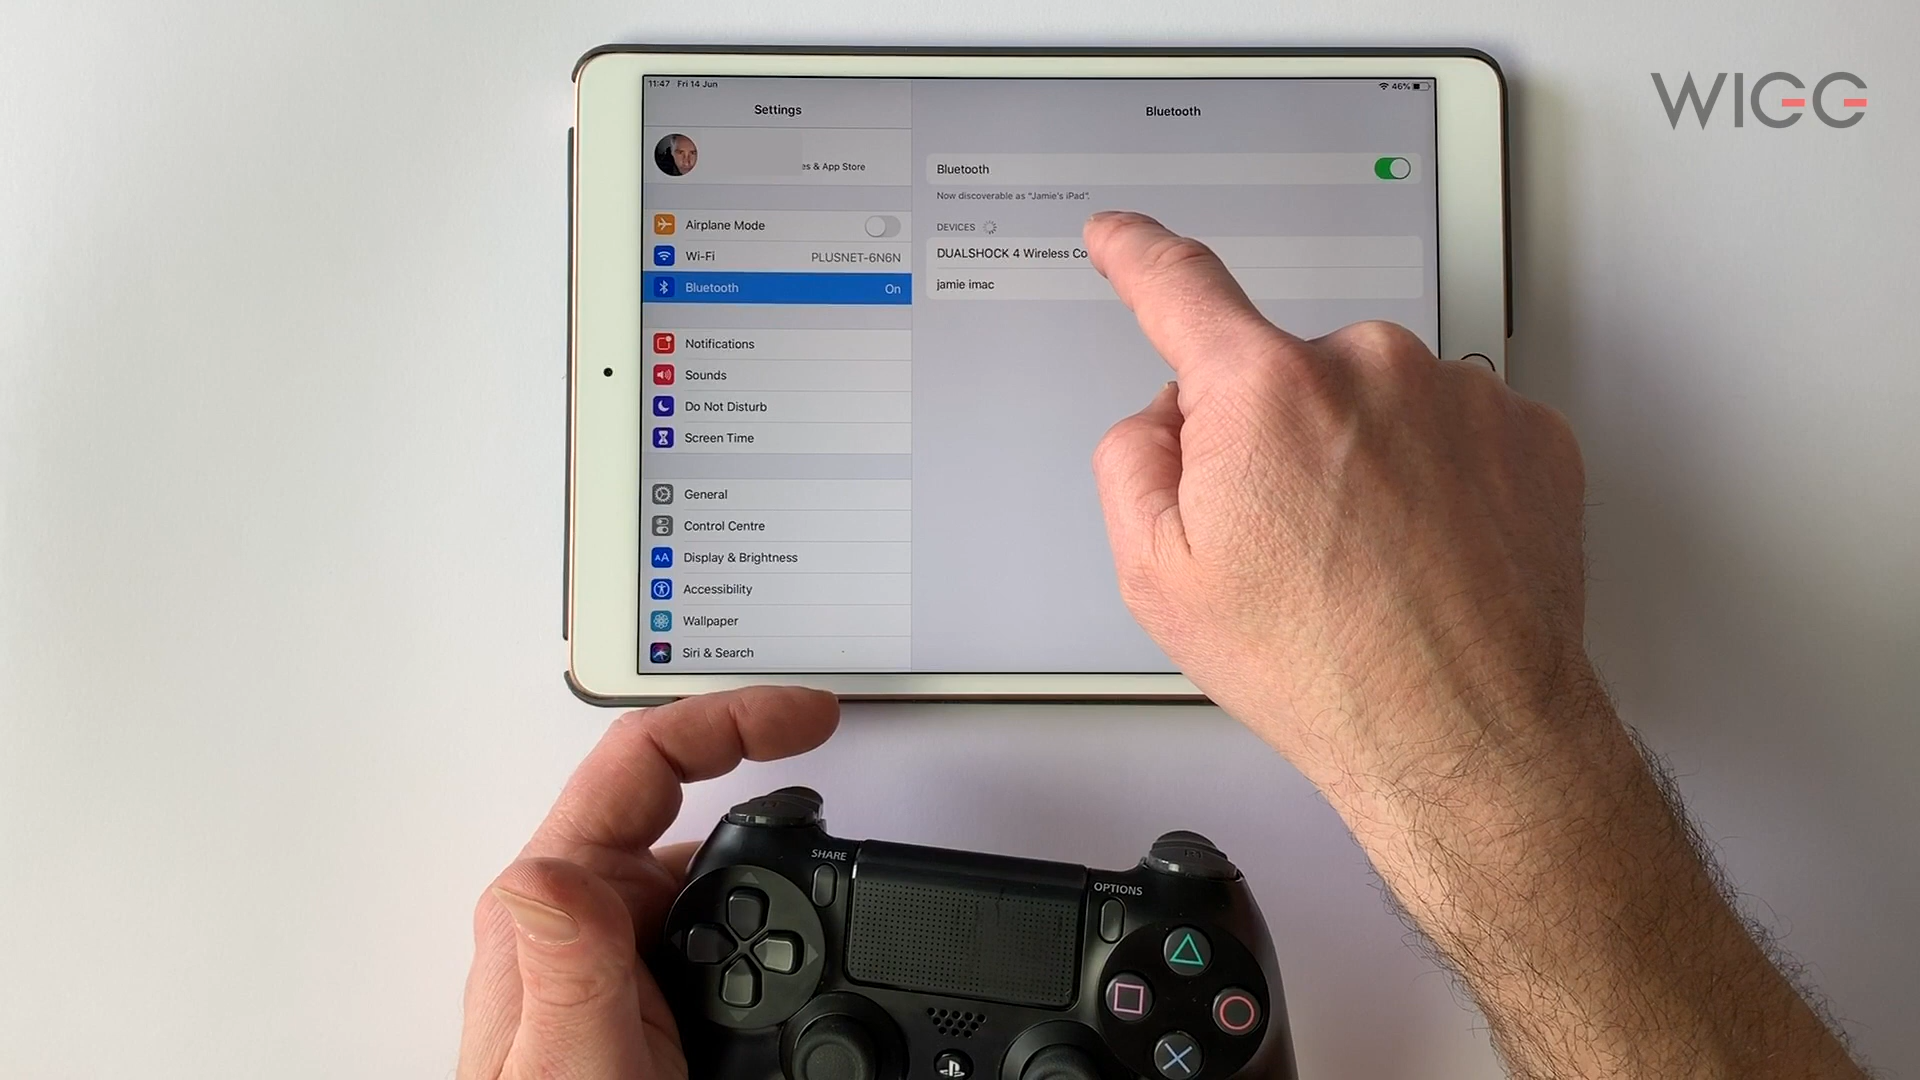 WIGG
11:47 Fri 14 Jun
46%
Settings
es & App Store
Airplane Mode
Wi-Fi PLUSNET-6N6N
Bluetooth On
Notifications
Sounds
Do Not Disturb
Screen Time
General
Control Centre
Display & Brightness
Accessibility
Wallpaper
Siri & Search
Bluetooth
Bluetooth
Now discoverable as "Jamie's iPad".
DEVICES
DUALSHOCK 4 Wireless Co
jamie imac
SHARE
OPTIONS